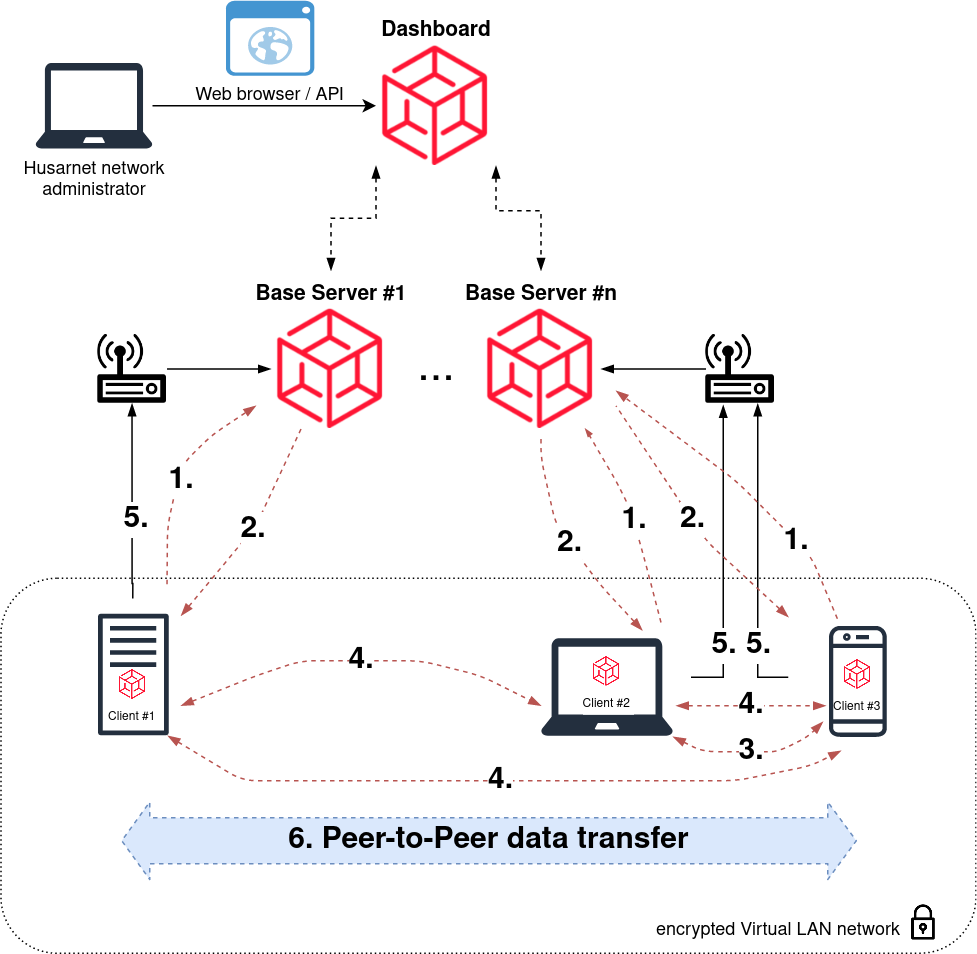 Dashboard
Web browser / API
Husarnet network
administrator
Base Server #1
Base Server #n
...
1.
5.
2.
2.
1.
2.
1.
5.
5.
4.
Client #1
Client #2
4.
Client #3
3.
4.
6. Peer-to-Peer data transfer
encrypted Virtual LAN network